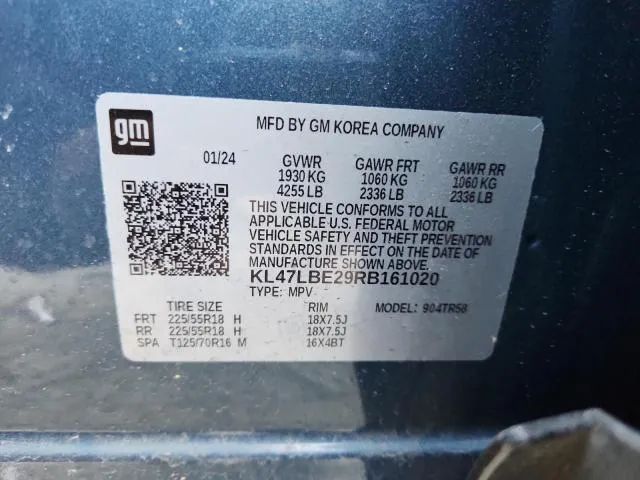 gm
MFD BY GM KOREA COMPANY
01/24 GVWR GAWR FRT GAWR RR
1930 KG 1060 KG 1060 KG
4255 LB 2336 LB 2336 LB
THIS VEHICLE CONFORMS TO ALL
APPLICABLE U.S. FEDERAL MOTOR
VEHICLE SAFETY AND THEFT PREVENTION
STANDARDS IN EFFECT ON THE DATE OF
MANUFACTURE SHOWN ABOVE.
KL47LBE29RB161020
TYPE: MPV
TIRE SIZE RIM MODEL: 904TR58
FRT 225/55R18 H 18X7.5J
RR 225/55R18 H 18X7.5J
SPA T125/70R16 M 16X4BT